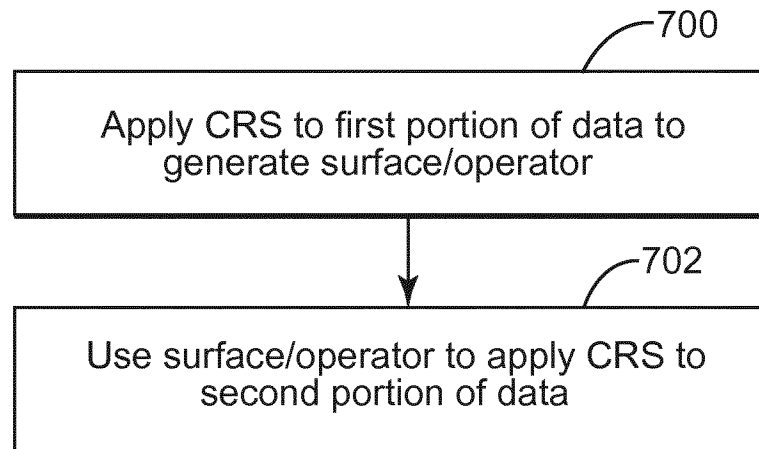 700
Apply CRS to first portion of data to
generate surface/operator
702
Use surface/operator to apply CRS to
second portion of data